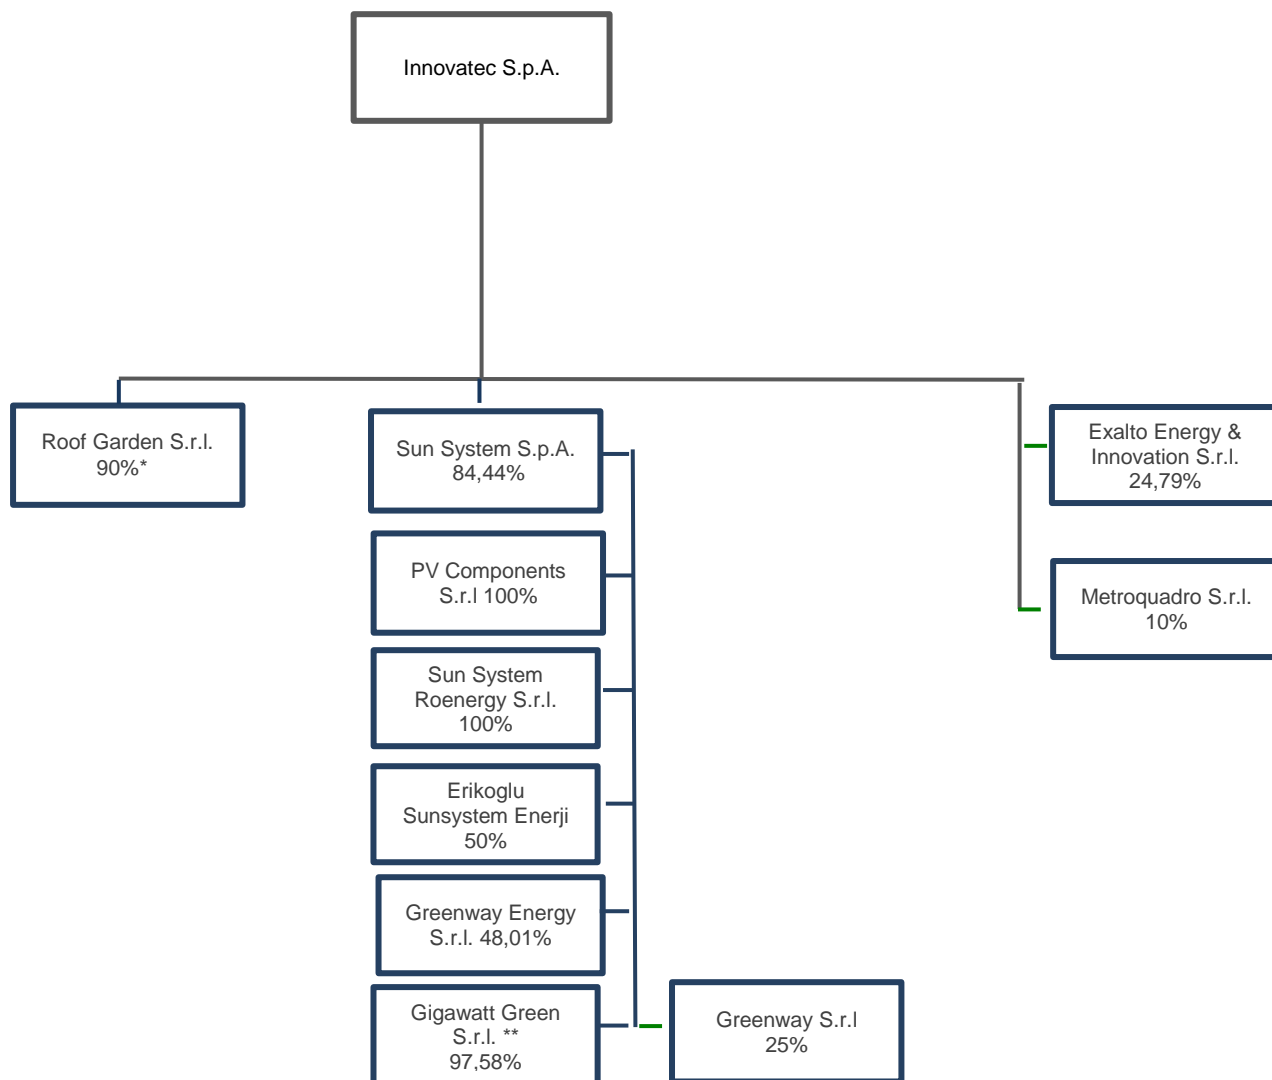 Innovatec S.p.A.
Roof Garden S.r.l.
90%*
Sun System S.p.A.
84,44%
PV Components
S.r.l 100%
Sun System
Roenergy S.r.l.
100%
Erikoglu
Sunsystem Enerji
50%
Greenway Energy
S.r.l. 48,01%
Gigawatt Green
S.r.l. **
97,58%
Greenway S.r.l
25%
Exalto Energy &
Innovation S.r.l.
24,79%
Metroquadro S.r.l.
10%